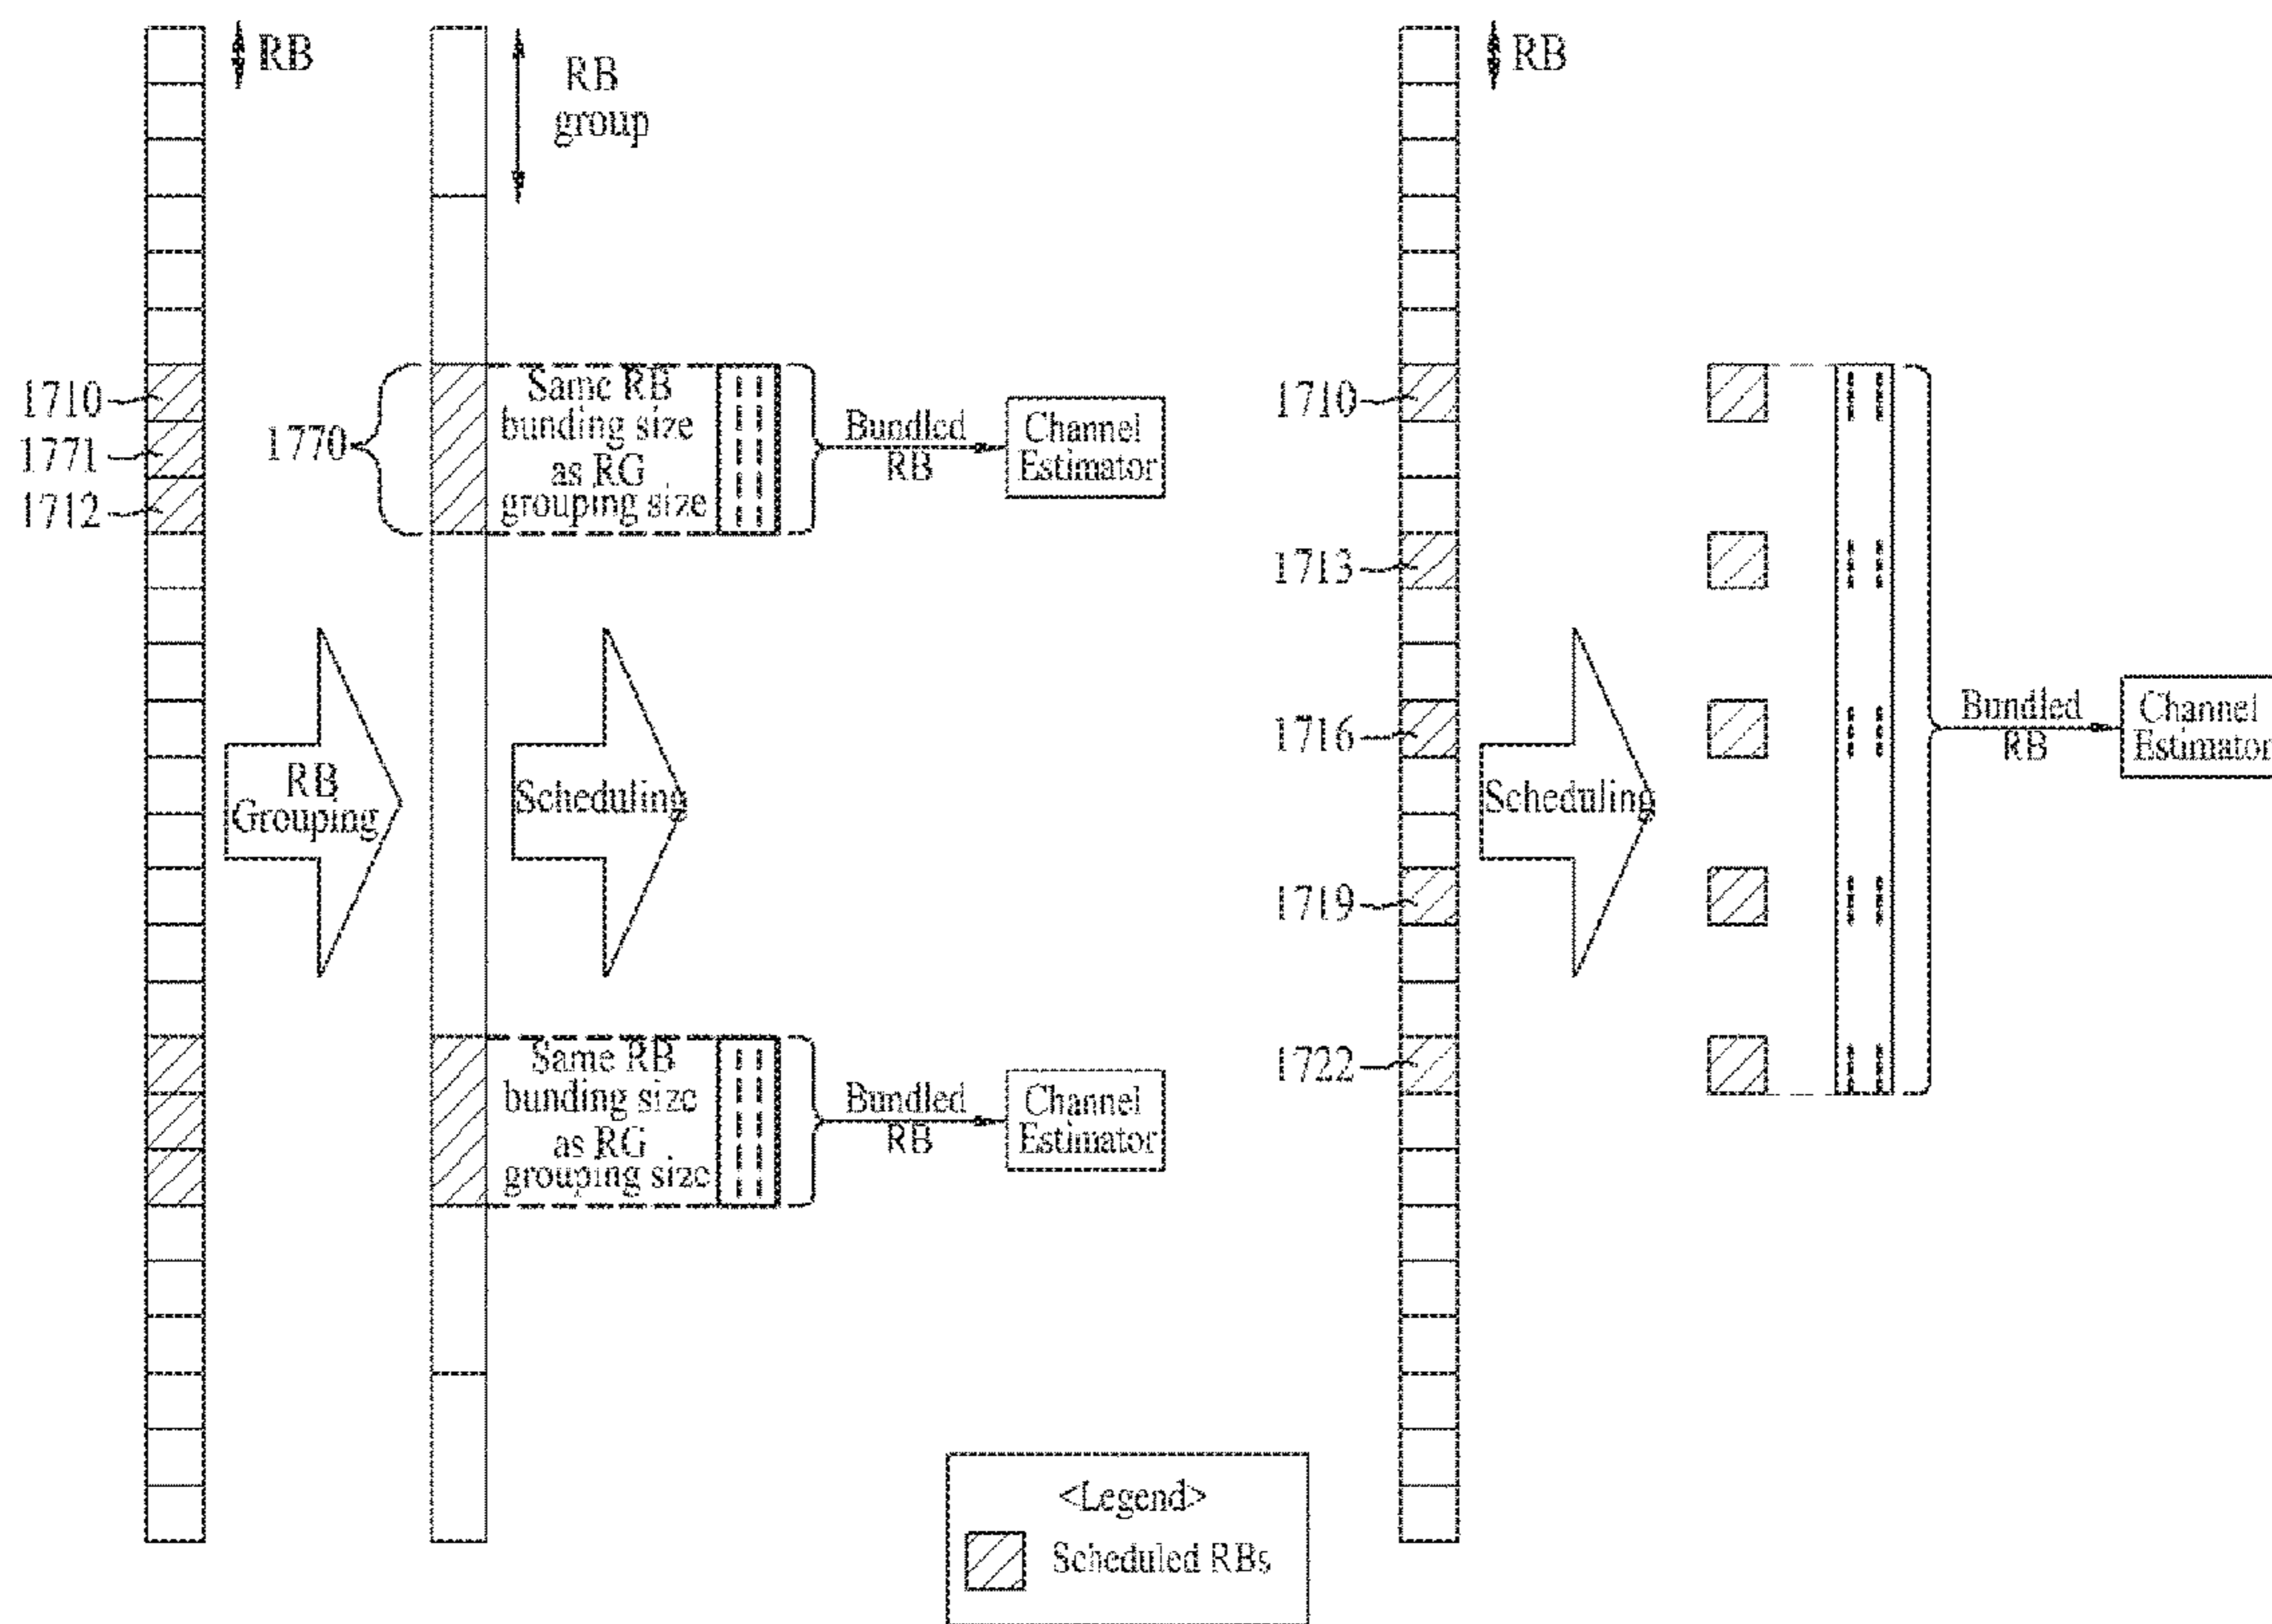 RB
RB
group
1710
1771
1712
1770
Same RB
bunding size
as RG
grouping size
Bundled
RB
Channel
Estimator
RB
Grouping
Scheduling
Same RB
bunding size
as RG
grouping size
Bundled
RB
Channel
Estimator
RB
1710
1713
1716
1719
1722
Scheduling
Bundled
RB
Channel
Estimator
<Legend>
Scheduled RBs